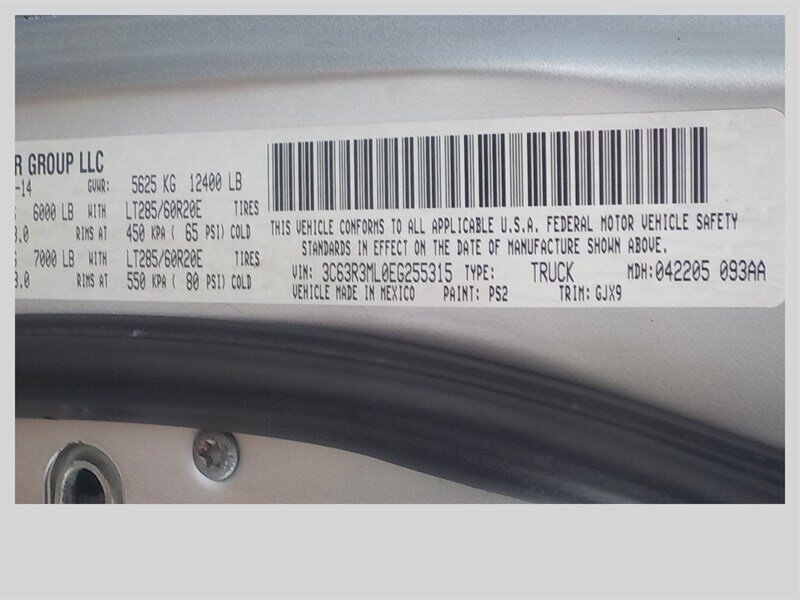 R GROUP LLC
-14 GVWR: 5625 KG 12400 LB
6000 LB WITH LT285/60R20E TIRES
.0 RIMS AT 450 KPA ( 65 PSI) COLD
7000 LB WITH LT285/60R20E TIRES
.0 RIMS AT 550 KPA ( 80 PSI) COLD
THIS VEHICLE CONFORMS TO ALL APPLICABLE U.S.A. FEDERAL MOTOR VEHICLE SAFETY
STANDARDS IN EFFECT ON THE DATE OF MANUFACTURE SHOWN ABOVE.
VIN: 3C63R3ML0EG255315 TYPE: TRUCK MDH: 042205 093AA
VEHICLE MADE IN MEXICO PAINT: PS2 TRIM: GJX9